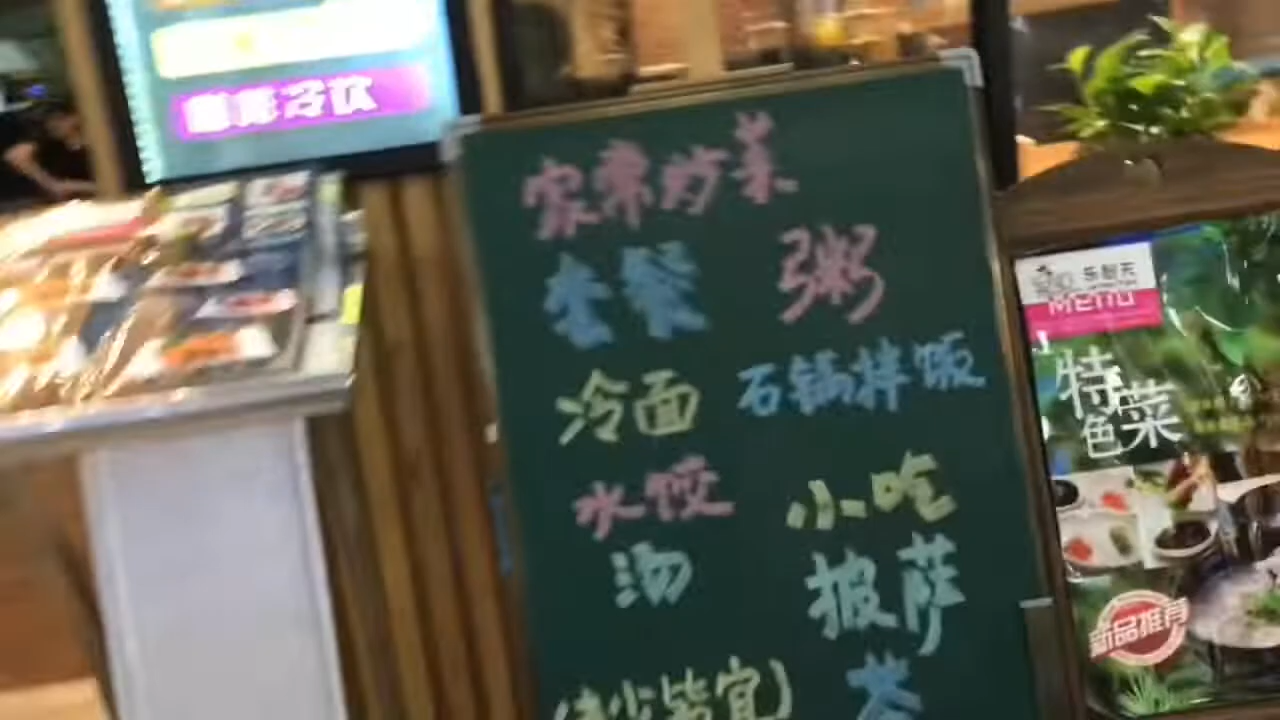 家常炒菜
套餐 粥
冷面 石锅拌饭
水饺 小吃
汤 披萨
茶
MENU
特色菜
新品推荐